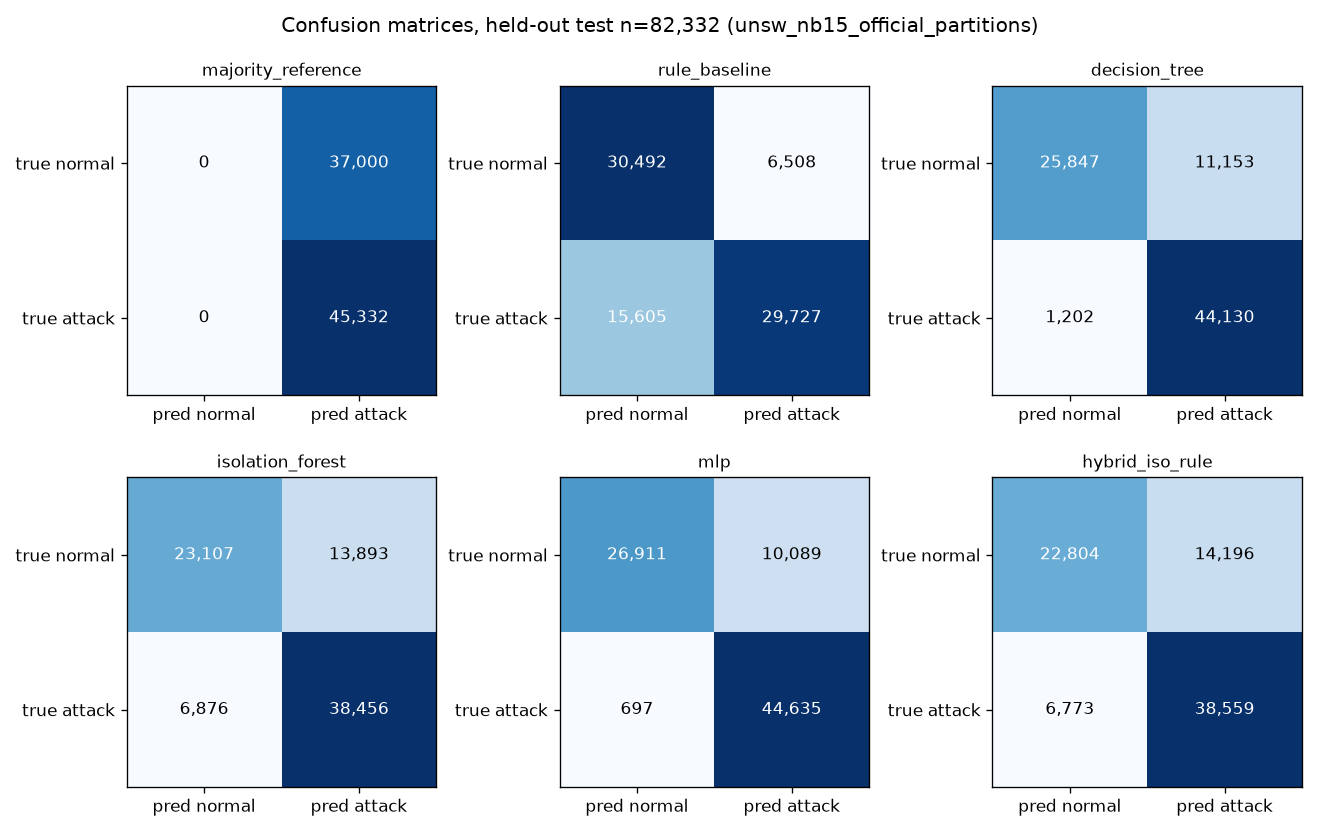 Confusion matrices, held-out test n=82,332 (unsw_nb15_official_partitions)
majority_reference
true normal
0
37,000
true attack
0
45,332
pred normal
pred attack
rule_baseline
true normal
30,492
6,508
true attack
15,605
29,727
pred normal
pred attack
decision_tree
true normal
25,847
11,153
true attack
1,202
44,130
pred normal
pred attack
isolation_forest
true normal
23,107
13,893
true attack
6,876
38,456
pred normal
pred attack
mlp
true normal
26,911
10,089
true attack
697
44,635
pred normal
pred attack
hybrid_iso_rule
true normal
22,804
14,196
true attack
6,773
38,559
pred normal
pred attack